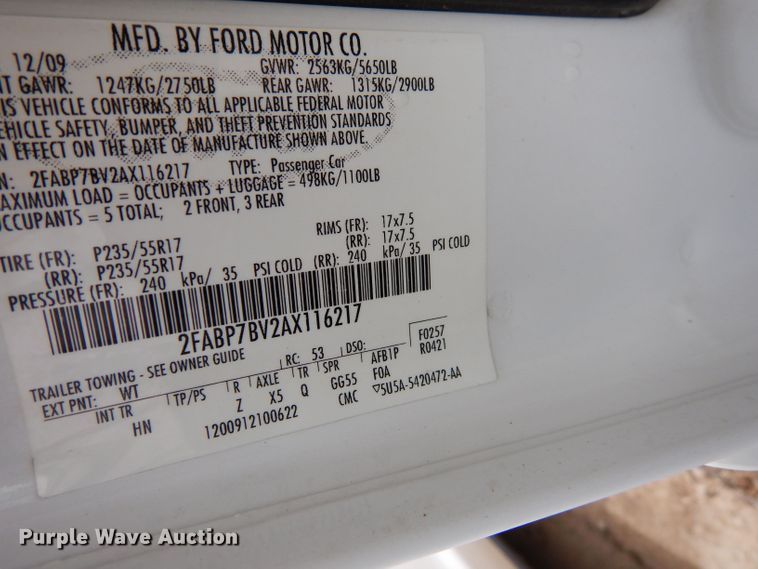 MFD. BY FORD MOTOR CO.
12/09 GVWR: 2563KG/5650LB
NT GAWR: 1247KG/2750LB REAR GAWR: 1315KG/2900LB
IS VEHICLE CONFORMS TO ALL APPLICABLE FEDERAL MOTOR
EHICLE SAFETY, BUMPER, AND THEFT PREVENTION STANDARDS
N EFFECT ON THE DATE OF MANUFACTURE SHOWN ABOVE.
N: 2FABP7BV2AX116217 TYPE: Passenger Car
AXIMUM LOAD = OCCUPANTS + LUGGAGE = 498KG/1100LB
OCCUPANTS = 5 TOTAL; 2 FRONT, 3 REAR
TIRE (FR): P235/55R17 RIMS (FR): 17x7.5
(RR): P235/55R17 (RR): 17x7.5
PRESSURE (FR): 240 kPa/ 35 PSI COLD (RR): 240 kPa/ 35 PSI COLD
2FABP7BV2AX116217
TRAILER TOWING - SEE OWNER GUIDE
EXT PNT: WT RC: 53 DSO: F0257
INT TR TP/PS R AXLE TR SPR AFB1P R0421
HN Z X5 Q GG55 FOA
1200912100622 CMC ▽5U5A-5420472-AA
Purple Wave Auction